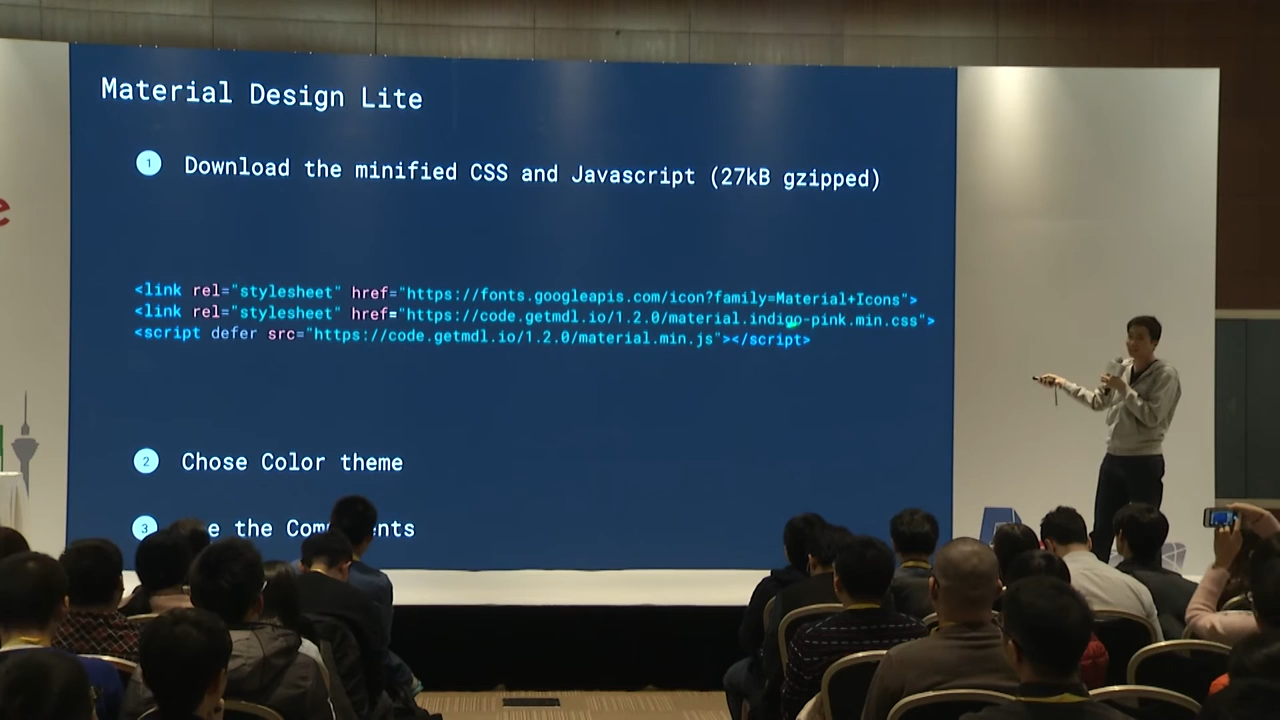 Material Design Lite
1 Download the minified CSS and Javascript (27kB gzipped)
<link rel="stylesheet" href="https://fonts.googleapis.com/icon?family=Material+Icons">
<link rel="stylesheet" href="https://code.getmdl.io/1.2.0/material.indigo-pink.min.css">
<script defer src="https://code.getmdl.io/1.2.0/material.min.js"></script>
2 Chose Color theme
3 the